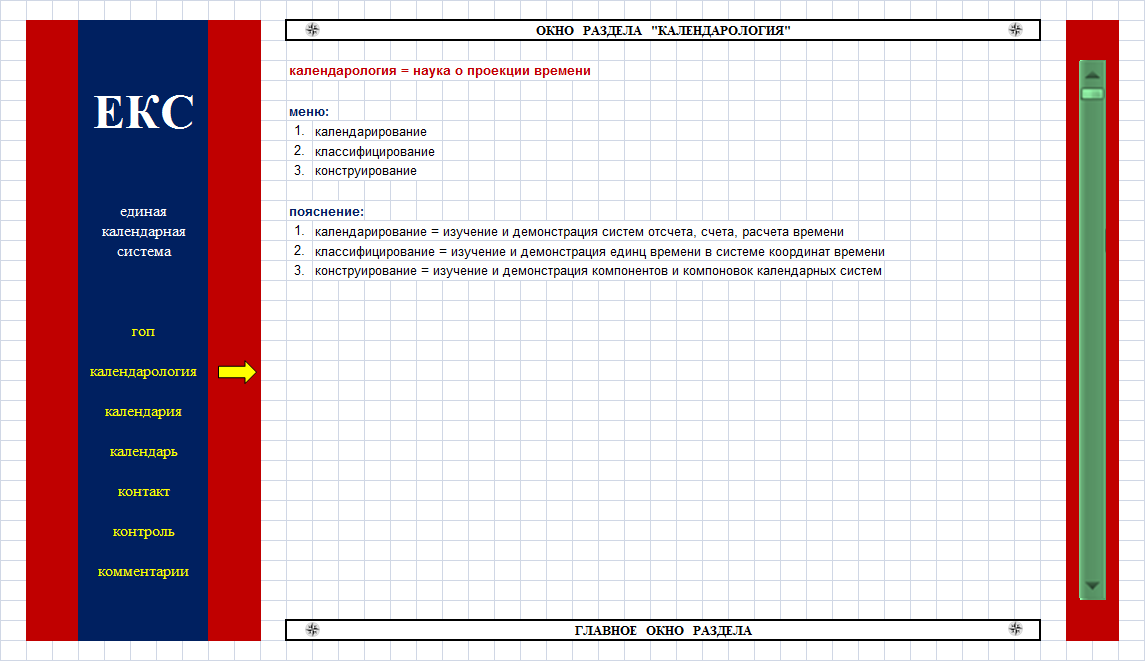 ЕКС
единая
календарная
система
гоп
календарология
календария
календарь
контакт
контроль
комментарии
ОКНО РАЗДЕЛА "КАЛЕНДАРОЛОГИЯ"
календарология = наука о проекции времени
меню:
1. календарирование
2. классифицирование
3. конструирование
пояснение:
1. календарирование = изучение и демонстрация систем отсчета, счета, расчета времени
2. классифицирование = изучение и демонстрация единц времени в системе координат времени
3. конструирование = изучение и демонстрация компонентов и компоновок календарных систем
ГЛАВНОЕ ОКНО РАЗДЕЛА